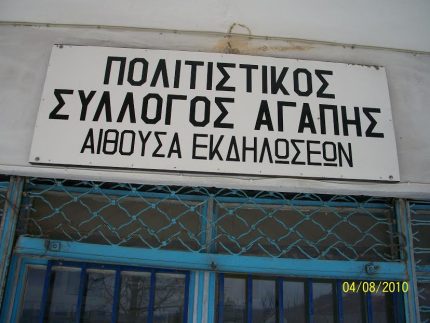 ΠΟΛΙΤΙΣΤΙΚΟΣ
ΣΥΛΛΟΓΟΣ ΑΓΑΠΗΣ
ΑΙΘΟΥΣΑ ΕΚΔΗΛΩΣΕΩΝ
04/08/2010